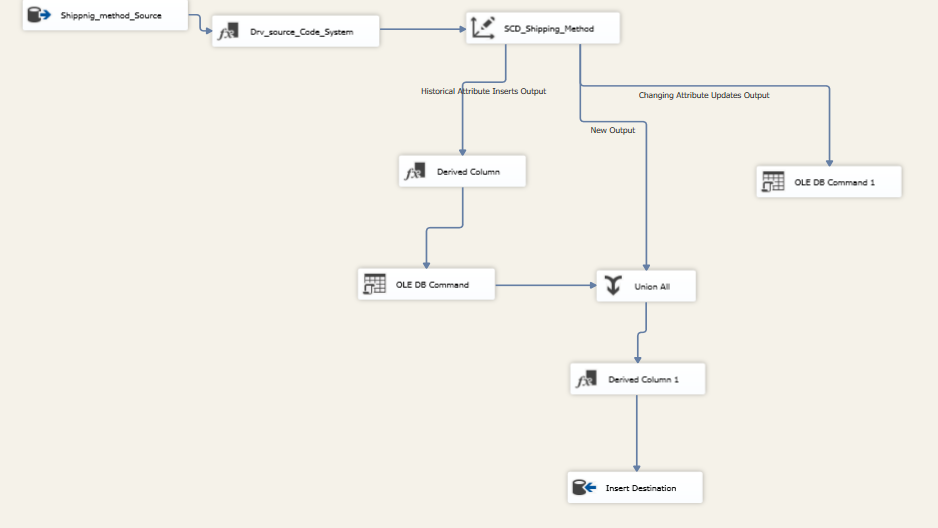 Shippnig_method_Source
Drv_source_Code_System
SCD_Shipping_Method
Historical Attribute Inserts Output
Changing Attribute Updates Output
New Output
Derived Column
OLE DB Command 1
OLE DB Command
Union All
Derived Column 1
Insert Destination